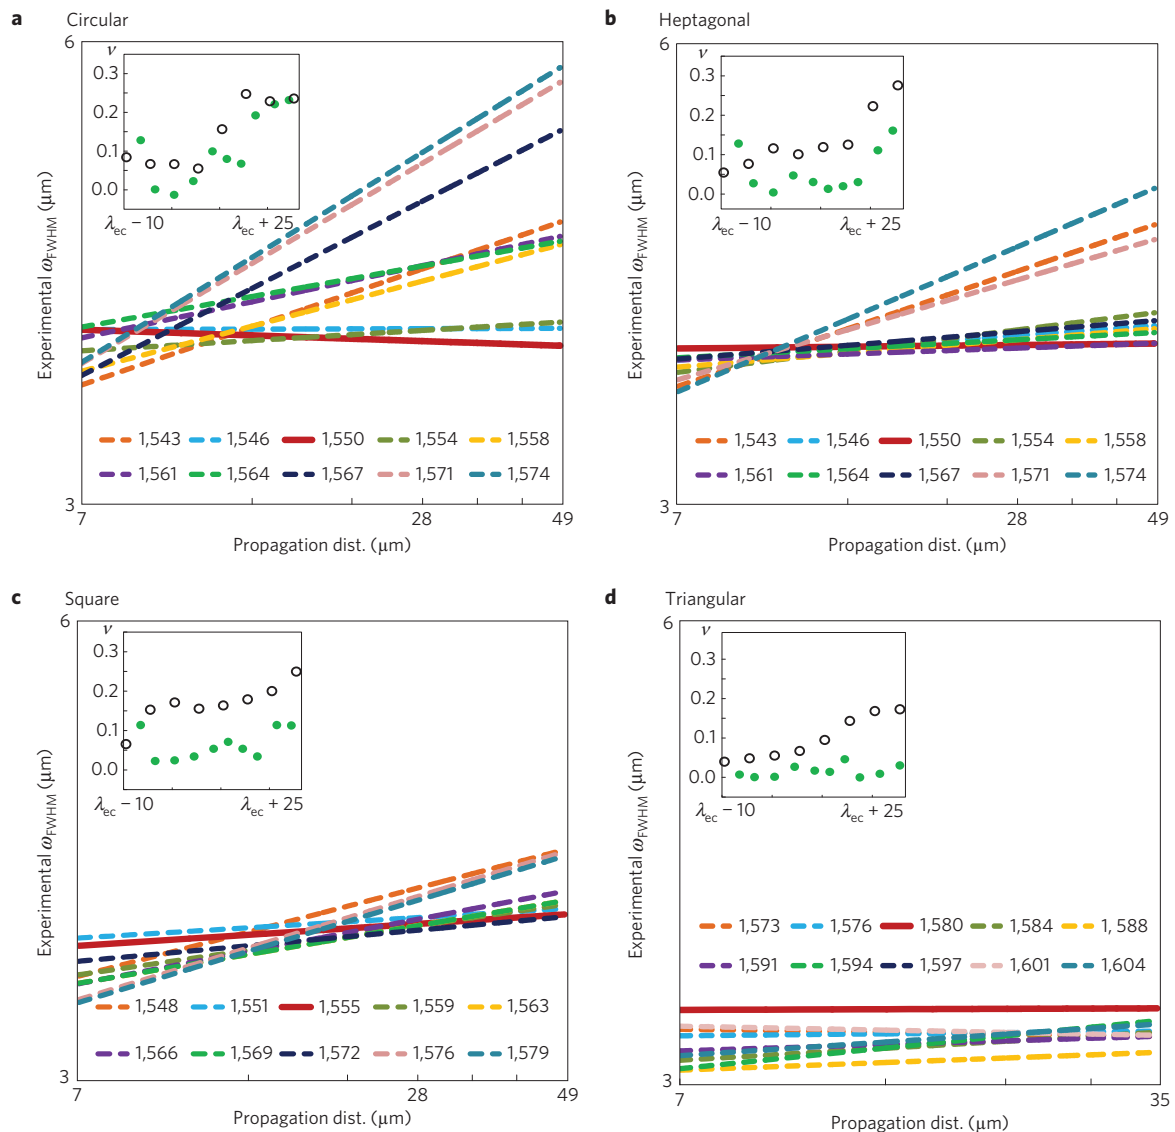 a Circular
6
ν
0.3
0.2
0.1
0.0
λec − 10 λec + 25
Experimental ωFWHM (μm)
1,543 1,546 1,550 1,554 1,558
1,561 1,564 1,567 1,571 1,574
3
7 28 49
Propagation dist. (μm)
b Heptagonal
6
ν
0.3
0.2
0.1
0.0
λec − 10 λec + 25
Experimental ωFWHM (μm)
1,543 1,546 1,550 1,554 1,558
1,561 1,564 1,567 1,571 1,574
3
7 28 49
Propagation dist. (μm)
c Square
6
ν
0.3
0.2
0.1
0.0
λec − 10 λec + 25
Experimental ωFWHM (μm)
1,548 1,551 1,555 1,559 1,563
1,566 1,569 1,572 1,576 1,579
3
7 28 49
Propagation dist. (μm)
d Triangular
6
ν
0.3
0.2
0.1
0.0
λec − 10 λec + 25
Experimental ωFWHM (μm)
1,573 1,576 1,580 1,584 1,588
1,591 1,594 1,597 1,601 1,604
3
7 35
Propagation dist. (μm)